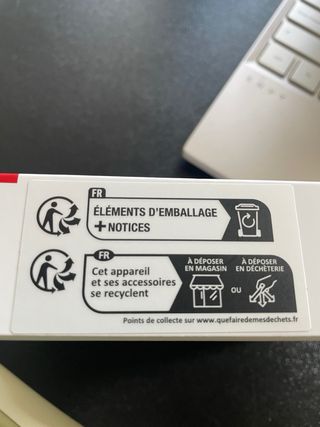 FR
ÉLÉMENTS D'EMBALLAGE
+ NOTICES
FR
Cet appareil
et ses accessoires
se recyclent
À DÉPOSER
EN MAGASIN
OU
À DÉPOSER
EN DÉCHÈTERIE
Points de collecte sur www.quefairedemesdechets.fr